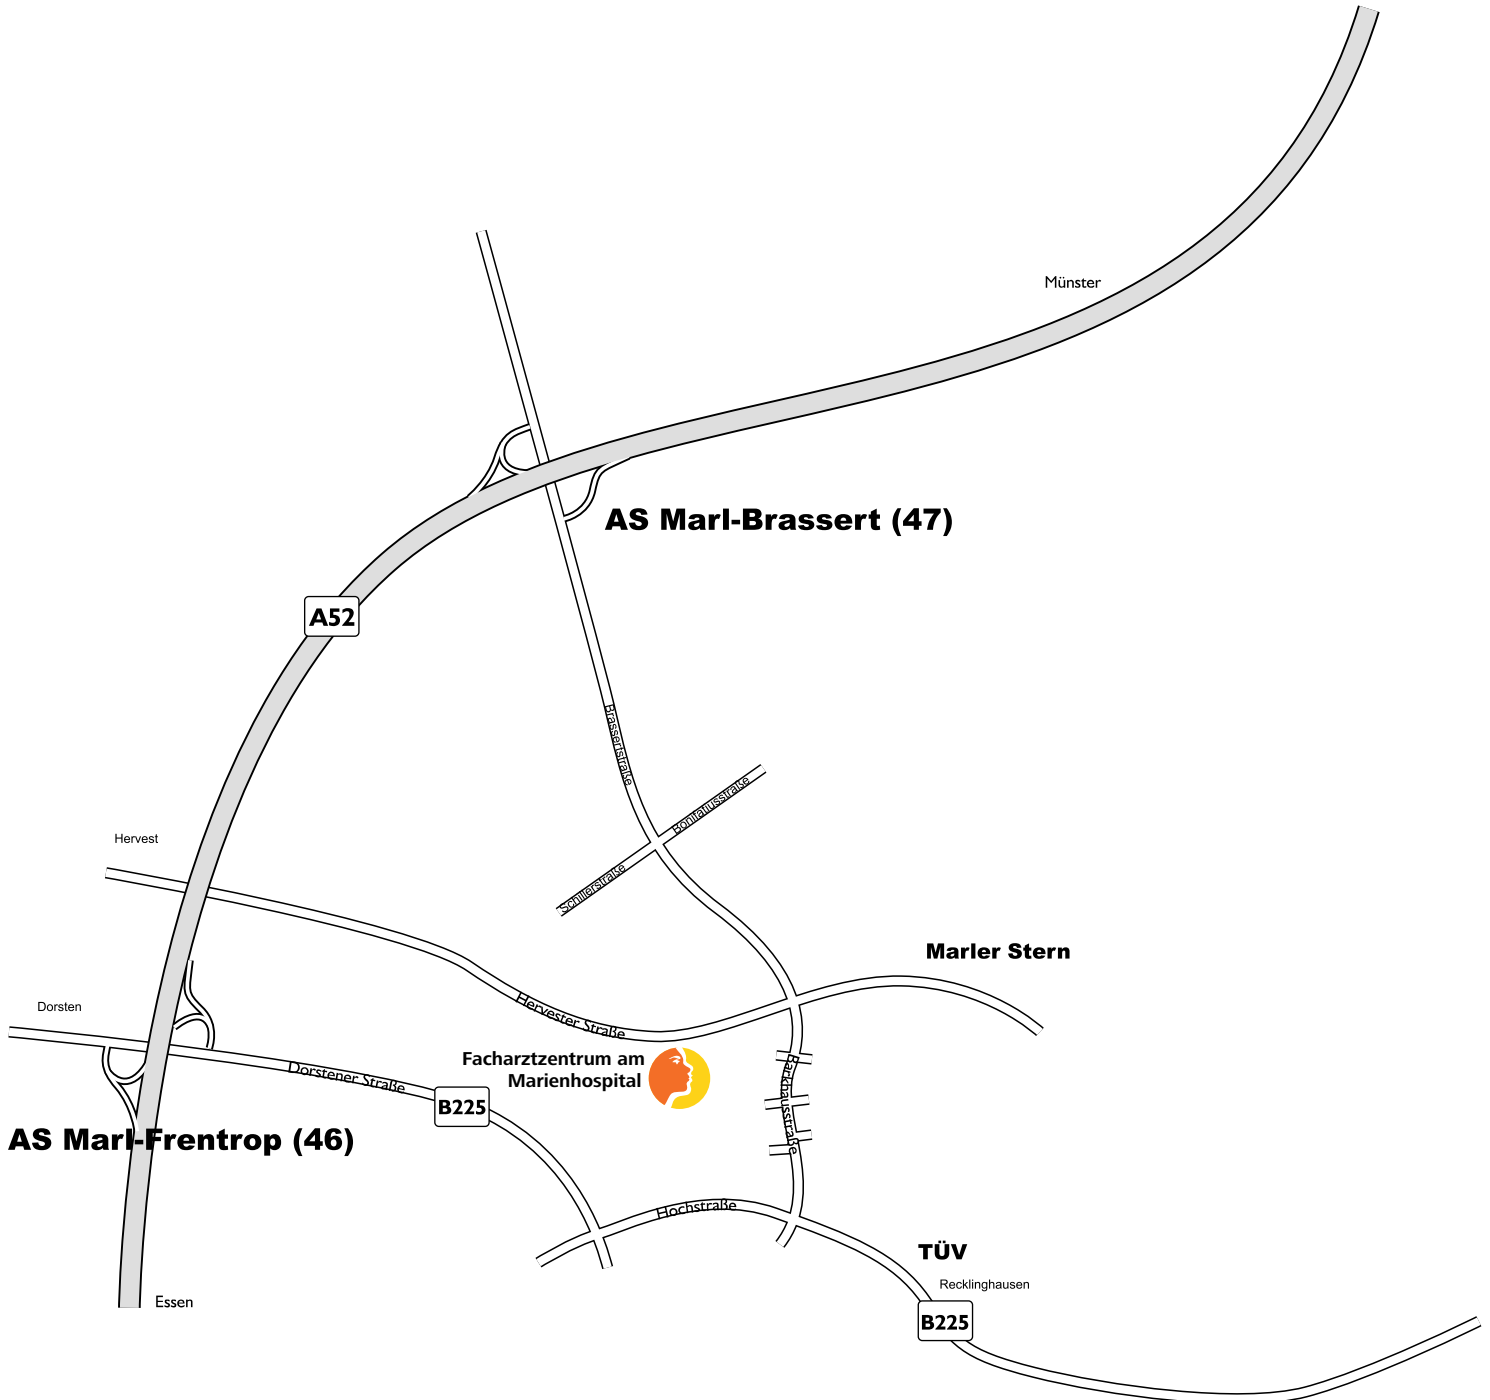 Münster
AS Marl-Brassert (47)
A52
Brassertstraße
Bonifatiusstraße
Hervest
Schillerstraße
Marler Stern
Dorsten
Hervester Straße
Facharztzentrum am
Marienhospital
Dorstener Straße
B225
Barkhausstraße
AS Marl-Frentrop (46)
Hochstraße
TÜV
Recklinghausen
Essen
B225